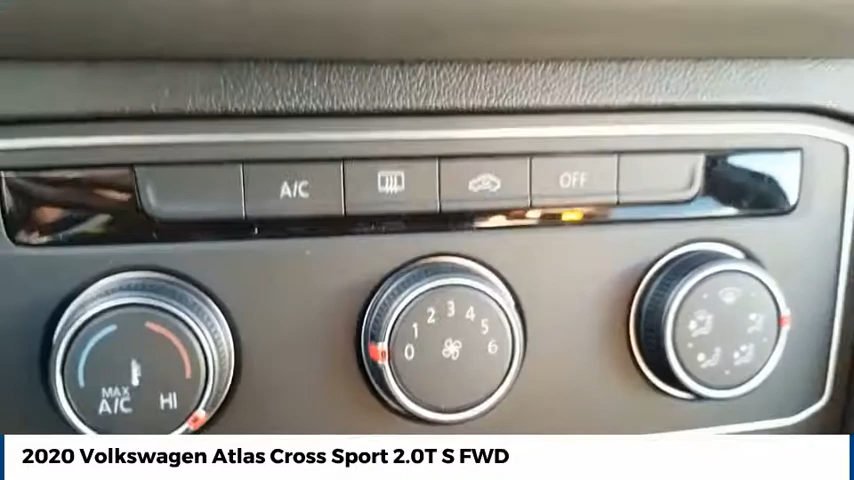 A/C OFF
MAX
A/C HI
0 1 2 3 4 5 6
2020 Volkswagen Atlas Cross Sport 2.0T S FWD